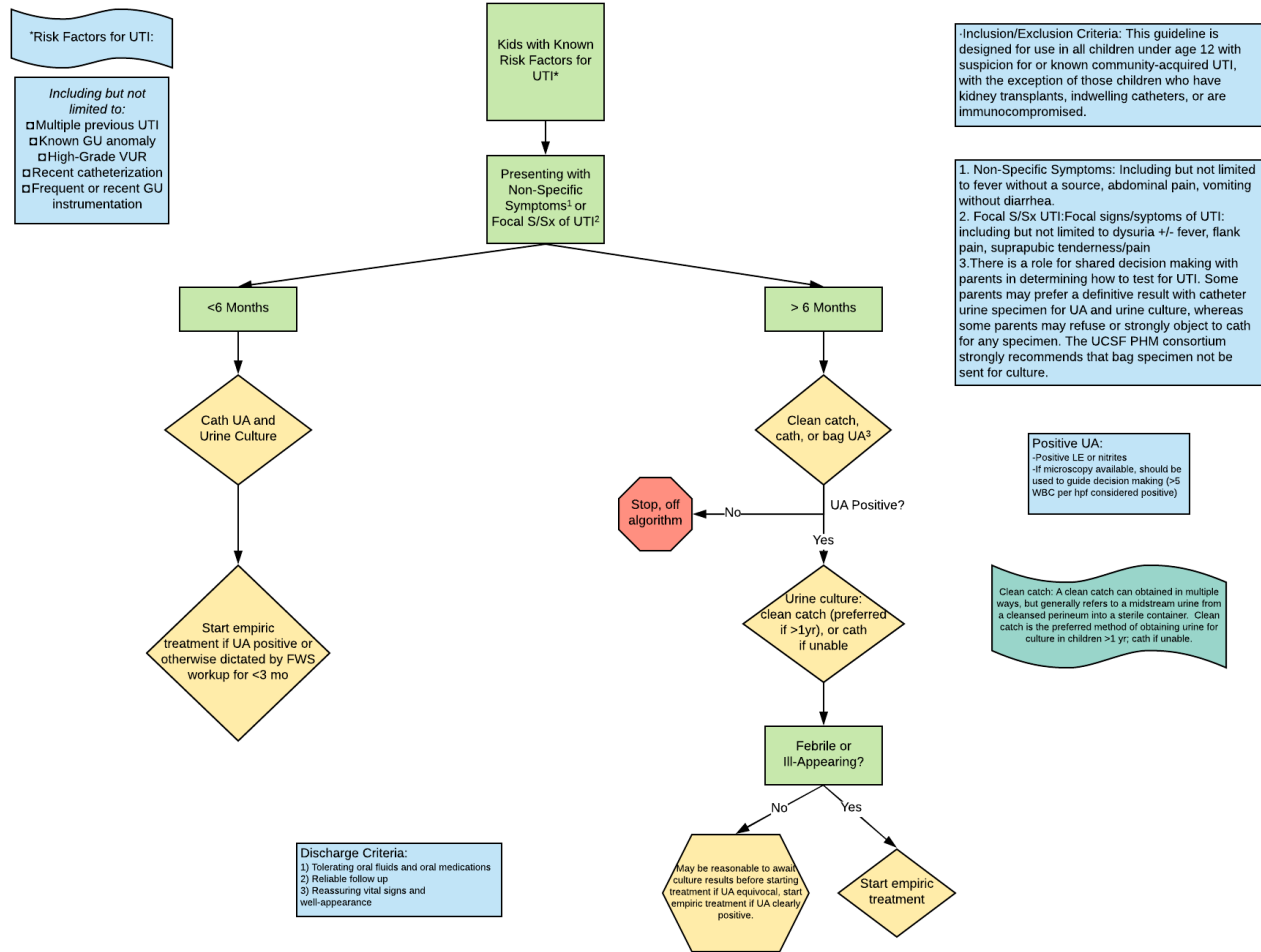 *Risk Factors for UTI:
Including but not
limited to:
◘Multiple previous UTI
◘Known GU anomaly
◘High-Grade VUR
◘Recent catheterization
◘Frequent or recent GU
instrumentation
Kids with Known
Risk Factors for
UTI*
Presenting with
Non-Specific
Symptoms¹ or
Focal S/Sx of UTI²
<6 Months
> 6 Months
Cath UA and
Urine Culture
Clean catch,
cath, or bag UA³
UA Positive?
No
Stop, off
algorithm
Yes
Start empiric
treatment if UA positive or
otherwise dictated by FWS
workup for <3 mo
Urine culture:
clean catch (preferred
if >1yr), or cath
if unable
Febrile or
Ill-Appearing?
No
Yes
May be reasonable to await
culture results before starting
treatment if UA equivocal, start
empiric treatment if UA clearly
positive.
Start empiric
treatment
Discharge Criteria:
1) Tolerating oral fluids and oral medications
2) Reliable follow up
3) Reassuring vital signs and
well-appearance
·Inclusion/Exclusion Criteria: This guideline is
designed for use in all children under age 12 with
suspicion for or known community-acquired UTI,
with the exception of those children who have
kidney transplants, indwelling catheters, or are
immunocompromised.
1. Non-Specific Symptoms: Including but not limited
to fever without a source, abdominal pain, vomiting
without diarrhea.
2. Focal S/Sx UTI:Focal signs/syptoms of UTI:
including but not limited to dysuria +/- fever, flank
pain, suprapubic tenderness/pain
3.There is a role for shared decision making with
parents in determining how to test for UTI. Some
parents may prefer a definitive result with catheter
urine specimen for UA and urine culture, whereas
some parents may refuse or strongly object to cath
for any specimen. The UCSF PHM consortium
strongly recommends that bag specimen not be
sent for culture.
Positive UA:
-Positive LE or nitrites
-If microscopy available, should be
used to guide decision making (>5
WBC per hpf considered positive)
Clean catch: A clean catch can obtained in multiple
ways, but generally refers to a midstream urine from
a cleansed perineum into a sterile container. Clean
catch is the preferred method of obtaining urine for
culture in children >1 yr; cath if unable.